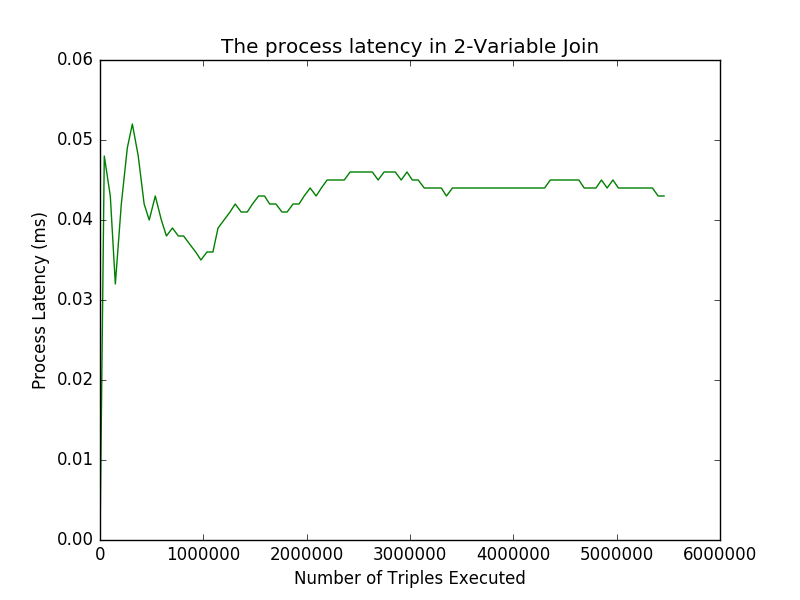 The process latency in 2-Variable Join
0.06
0.05
0.04
0.03
0.02
0.01
0.00
Process Latency (ms)
0 1000000 2000000 3000000 4000000 5000000 6000000
Number of Triples Executed